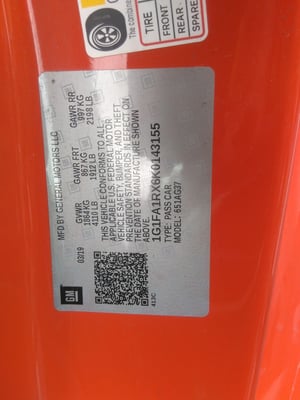 The contained
TIRE
FRONT
REAR
SPARE
MFD BY GENERAL MOTORS LLC
03/19
GVWR
1864 KG
4110 LB
GAWR FRT
867 KG
1912 LB
GAWR RR
997 KG
2198 LB
THIS VEHICLE CONFORMS TO ALL
APPLICABLE U.S. FEDERAL MOTOR
VEHICLE SAFETY, BUMPER, AND THEFT
PREVENTION STANDARDS IN EFFECT
ON THE DATE OF MANUFACTURE SHOWN
ABOVE
1G1FA1RX6K0143155
TYPE: PASS CAR
MODEL: 6S1AG37
GM